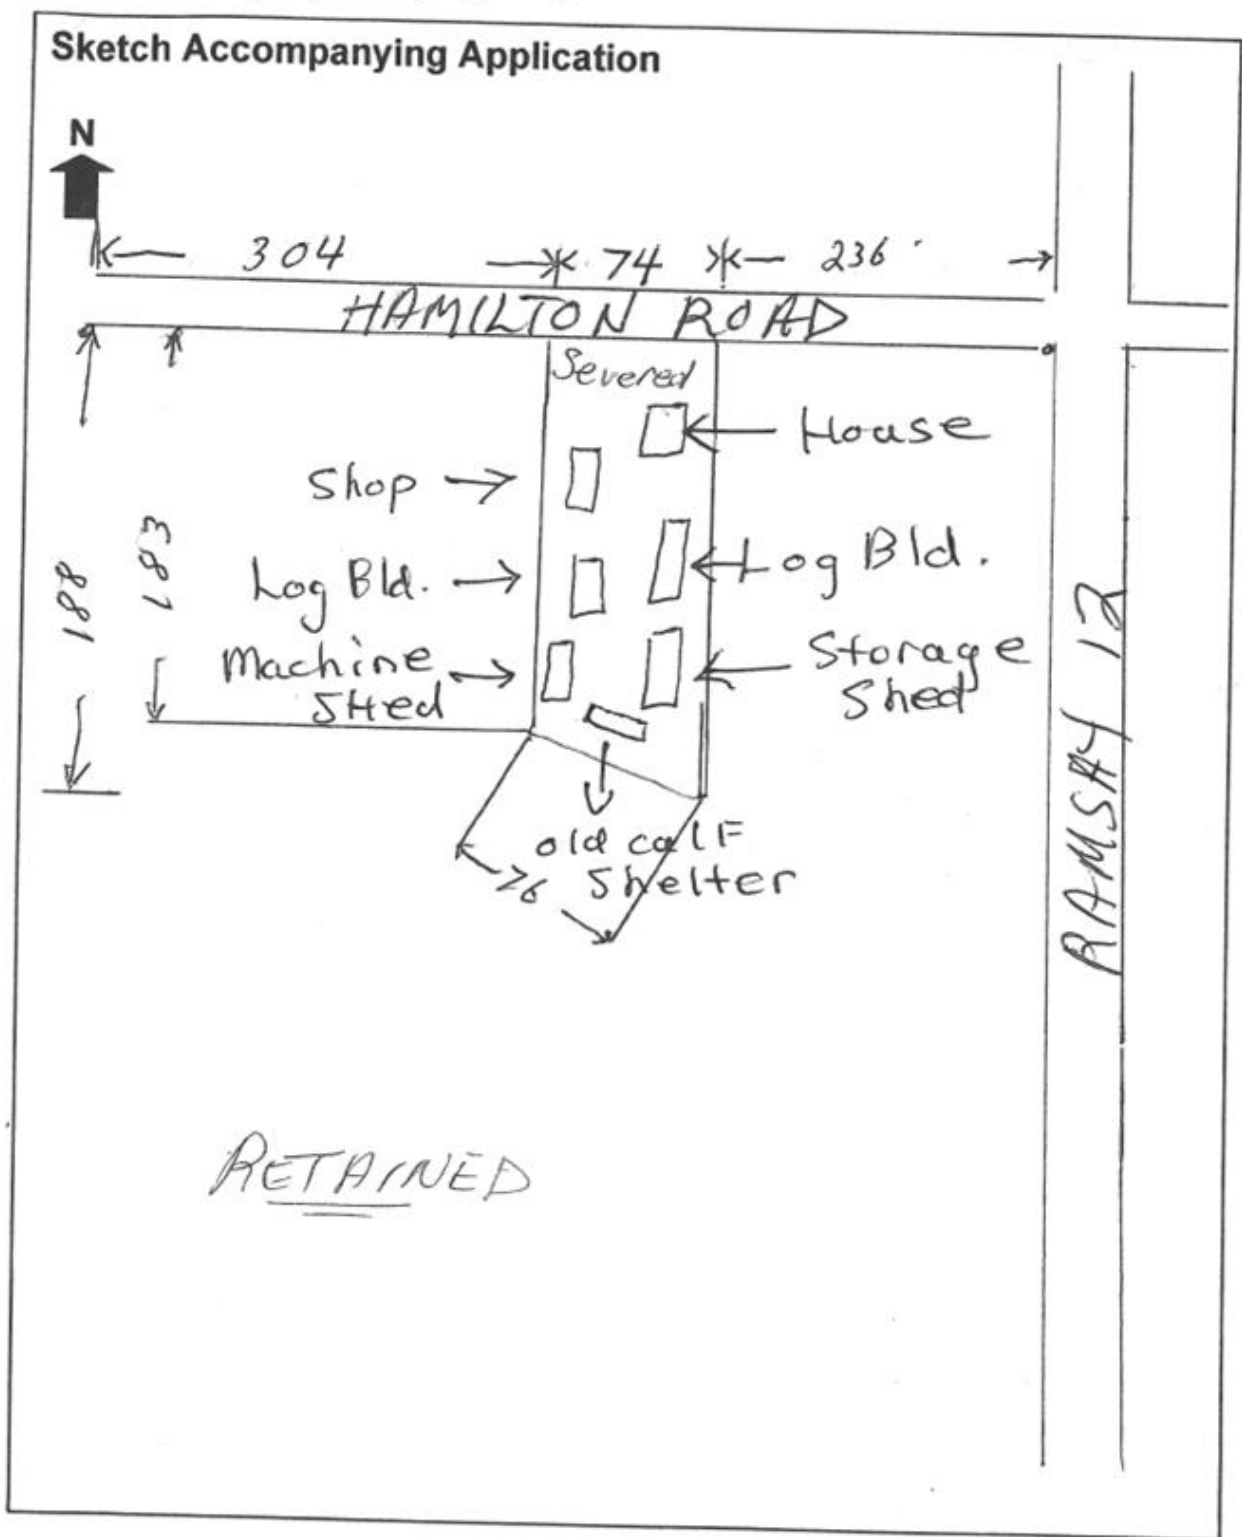 Sketch Accompanying Application
N
304 74 236
HAMILTON ROAD
Severed
House
Shop
Log Bld.
Log Bld.
Machine
SHed
Storage
Shed
188
183
old calF
Shelter
76
RAMSAY 12
RETAINED